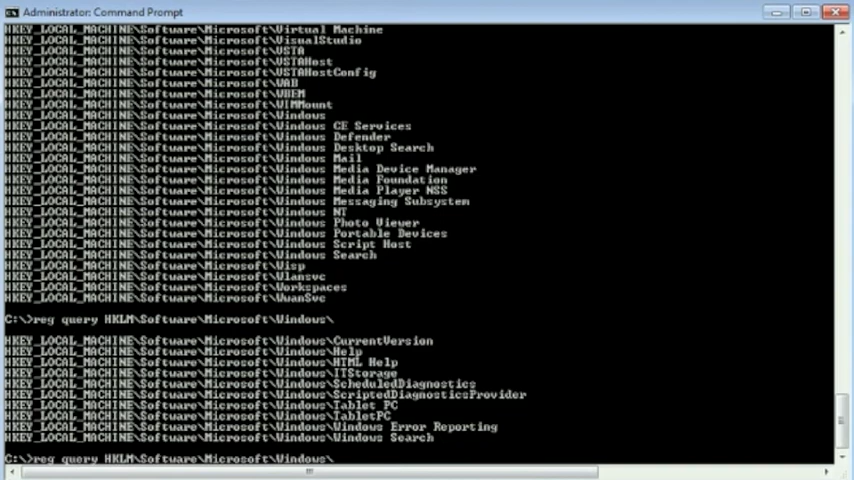 Administrator: Command Prompt
HKEY_LOCAL_MACHINE\Software\Microsoft\Virtual Machine
HKEY_LOCAL_MACHINE\Software\Microsoft\VisualStudio
HKEY_LOCAL_MACHINE\Software\Microsoft\VSTA
HKEY_LOCAL_MACHINE\Software\Microsoft\VSTAHost
HKEY_LOCAL_MACHINE\Software\Microsoft\VSTAHostConfig
HKEY_LOCAL_MACHINE\Software\Microsoft\WAB
HKEY_LOCAL_MACHINE\Software\Microsoft\WBEM
HKEY_LOCAL_MACHINE\Software\Microsoft\WIMMount
HKEY_LOCAL_MACHINE\Software\Microsoft\Windows
HKEY_LOCAL_MACHINE\Software\Microsoft\Windows CE Services
HKEY_LOCAL_MACHINE\Software\Microsoft\Windows Defender
HKEY_LOCAL_MACHINE\Software\Microsoft\Windows Desktop Search
HKEY_LOCAL_MACHINE\Software\Microsoft\Windows Mail
HKEY_LOCAL_MACHINE\Software\Microsoft\Windows Media Device Manager
HKEY_LOCAL_MACHINE\Software\Microsoft\Windows Media Foundation
HKEY_LOCAL_MACHINE\Software\Microsoft\Windows Media Player NSS
HKEY_LOCAL_MACHINE\Software\Microsoft\Windows Messaging Subsystem
HKEY_LOCAL_MACHINE\Software\Microsoft\Windows NT
HKEY_LOCAL_MACHINE\Software\Microsoft\Windows Photo Viewer
HKEY_LOCAL_MACHINE\Software\Microsoft\Windows Portable Devices
HKEY_LOCAL_MACHINE\Software\Microsoft\Windows Script Host
HKEY_LOCAL_MACHINE\Software\Microsoft\Windows Search
HKEY_LOCAL_MACHINE\Software\Microsoft\Wisp
HKEY_LOCAL_MACHINE\Software\Microsoft\Wlansvc
HKEY_LOCAL_MACHINE\Software\Microsoft\Workspaces
HKEY_LOCAL_MACHINE\Software\Microsoft\WwanSvc
C:\>reg query HKLM\Software\Microsoft\Windows\
HKEY_LOCAL_MACHINE\Software\Microsoft\Windows\CurrentVersion
HKEY_LOCAL_MACHINE\Software\Microsoft\Windows\Help
HKEY_LOCAL_MACHINE\Software\Microsoft\Windows\HTML Help
HKEY_LOCAL_MACHINE\Software\Microsoft\Windows\ITStorage
HKEY_LOCAL_MACHINE\Software\Microsoft\Windows\ScheduledDiagnostics
HKEY_LOCAL_MACHINE\Software\Microsoft\Windows\ScriptedDiagnosticsProvider
HKEY_LOCAL_MACHINE\Software\Microsoft\Windows\Tablet PC
HKEY_LOCAL_MACHINE\Software\Microsoft\Windows\TabletPC
HKEY_LOCAL_MACHINE\Software\Microsoft\Windows\Windows Error Reporting
HKEY_LOCAL_MACHINE\Software\Microsoft\Windows\Windows Search
C:\>reg query HKLM\Software\Microsoft\Windows\